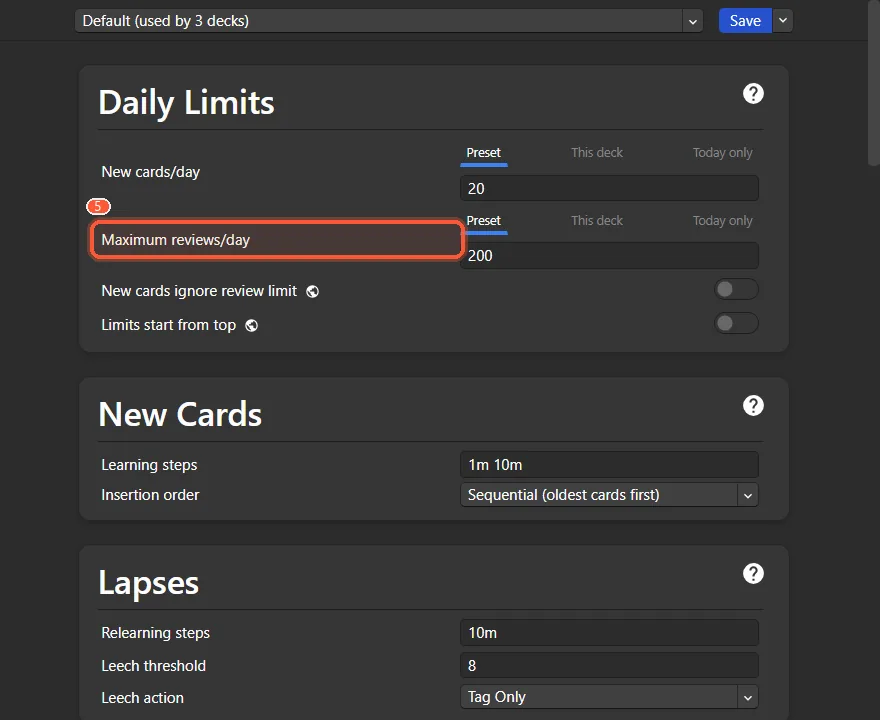 Default (used by 3 decks)
Save
Daily Limits
?
New cards/day
Preset This deck Today only
20
5
Maximum reviews/day
Preset This deck Today only
200
New cards ignore review limit
Limits start from top
New Cards
?
Learning steps
1m 10m
Insertion order
Sequential (oldest cards first)
Lapses
?
Relearning steps
10m
Leech threshold
8
Leech action
Tag Only